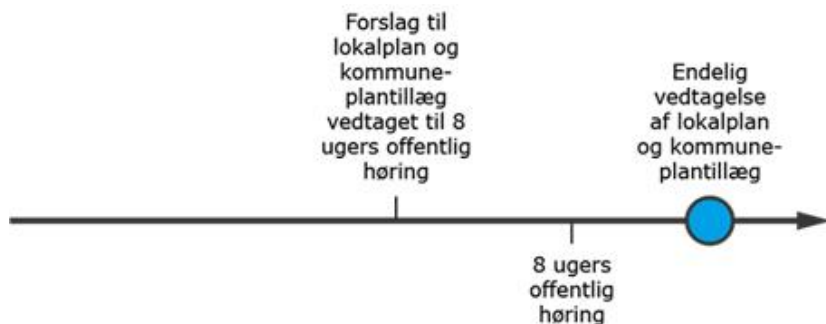 Forslag til
lokalplan og
kommune-
plantillæg
vedtaget til 8
ugers offentlig
høring
Endelig
vedtagelse
af lokalplan
og kommune-
plantillæg
8 ugers
offentlig
høring